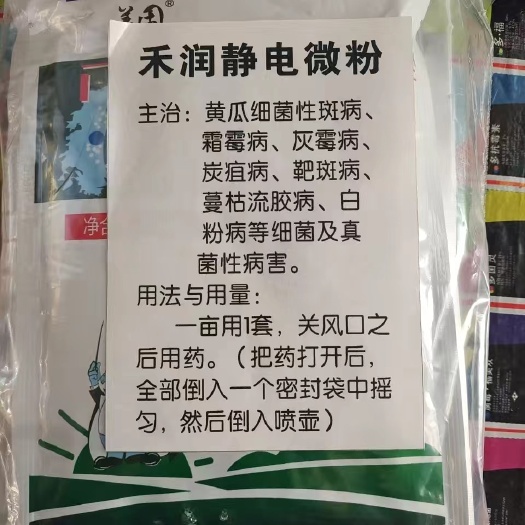 美园®
禾润静电微粉
主治：黄瓜细菌性斑病、
霜霉病、灰霉病、
炭疽病、靶斑病、
蔓枯流胶病、白
粉病等细菌及真
菌性病害。
用法与用量：
一亩用1套，关风口之
后用药。（把药打开后，
全部倒入一个密封袋中摇
匀，然后倒入喷壶）
净含